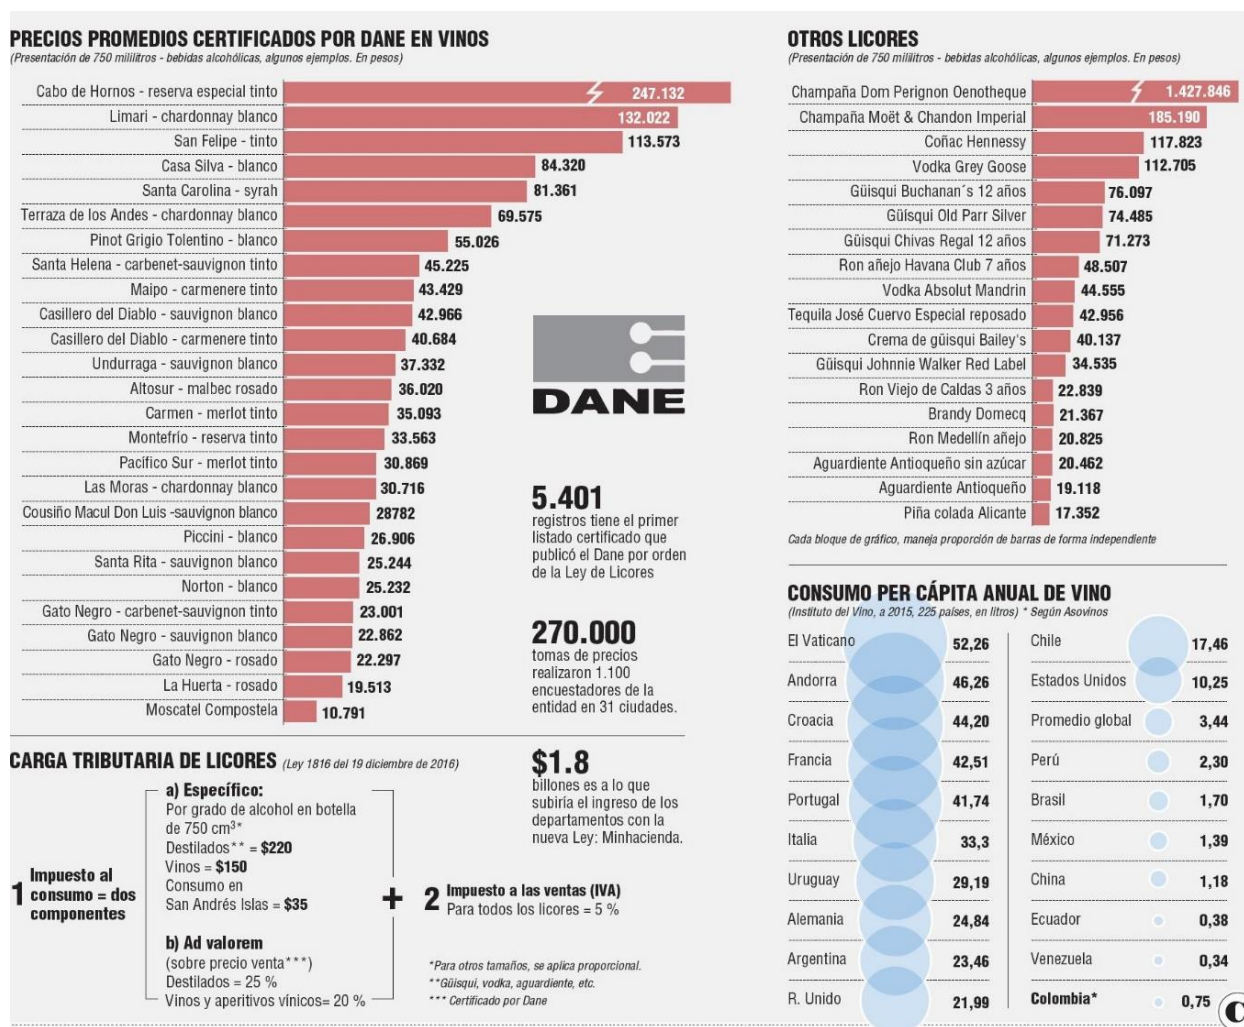 PRECIOS PROMEDIOS CERTIFICADOS POR DANE EN VINOS
(Presentación de 750 mililitros - bebidas alcohólicas, algunos ejemplos. En pesos)
Cabo de Hornos - reserva especial tinto 247.132
Limari - chardonnay blanco 132.022
San Felipe - tinto 113.573
Casa Silva - blanco 84.320
Santa Carolina - syrah 81.361
Terraza de los Andes - chardonnay blanco 69.575
Pinot Grigio Tolentino - blanco 55.026
Santa Helena - carbenet-sauvignon tinto 45.225
Maipo - carmenere tinto 43.429
Casillero del Diablo - sauvignon blanco 42.966
Casillero del Diablo - carmenere tinto 40.684
Undurraga - sauvignon blanco 37.332
Altosur - malbec rosado 36.020
Carmen - merlot tinto 35.093
Montefrío - reserva tinto 33.563
Pacífico Sur - merlot tinto 30.869
Las Moras - chardonnay blanco 30.716
Cousiño Macul Don Luis -sauvignon blanco 28782
Piccini - blanco 26.906
Santa Rita - sauvignon blanco 25.244
Norton - blanco 25.232
Gato Negro - carbenet-sauvignon tinto 23.001
Gato Negro - sauvignon blanco 22.862
Gato Negro - rosado 22.297
La Huerta - rosado 19.513
Moscatel Compostela 10.791
DANE
5.401
registros tiene el primer
listado certificado que
publicó el Dane por orden
de la Ley de Licores
270.000
tomas de precios
realizaron 1.100
encuestadores de la
entidad en 31 ciudades.
$1.8
billones es a lo que
subiría el ingreso de los
departamentos con la
nueva Ley: Minhacienda.
OTROS LICORES
(Presentación de 750 mililitros - bebidas alcohólicas, algunos ejemplos. En pesos)
Champaña Dom Perignon Oenotheque 1.427.846
Champaña Moët & Chandon Imperial 185.190
Coñac Hennessy 117.823
Vodka Grey Goose 112.705
Güisqui Buchanan´s 12 años 76.097
Güísqui Old Parr Silver 74.485
Güisqui Chivas Regal 12 años 71.273
Ron añejo Havana Club 7 años 48.507
Vodka Absolut Mandrin 44.555
Tequila José Cuervo Especial reposado 42.956
Crema de güisqui Bailey's 40.137
Güisqui Johnnie Walker Red Label 34.535
Ron Viejo de Caldas 3 años 22.839
Brandy Domecq 21.367
Ron Medellín añejo 20.825
Aguardiente Antioqueño sin azúcar 20.462
Aguardiente Antioqueño 19.118
Piña colada Alicante 17.352
Cada bloque de gráfico, maneja proporción de barras de forma independiente
CARGA TRIBUTARIA DE LICORES (Ley 1816 del 19 diciembre de 2016)
1 Impuesto al
consumo = dos
componentes
a) Específico:
Por grado de alcohol en botella
de 750 cm³*
Destilados** = $220
Vinos = $150
Consumo en
San Andrés Islas = $35
b) Ad valorem
(sobre precio venta***)
Destilados = 25 %
Vinos y aperitivos vínicos= 20 %
+
2 Impuesto a las ventas (IVA)
Para todos los licores = 5 %
*Para otros tamaños, se aplica proporcional.
**Güisqui, vodka, aguardiente, etc.
*** Certificado por Dane
CONSUMO PER CÁPITA ANUAL DE VINO
(Instituto del Vino, a 2015, 225 países, en litros) * Según Asovinos
El Vaticano 52,26
Andorra 46,26
Croacia 44,20
Francia 42,51
Portugal 41,74
Italia 33,3
Uruguay 29,19
Alemania 24,84
Argentina 23,46
R. Unido 21,99
Chile 17,46
Estados Unidos 10,25
Promedio global 3,44
Perú 2,30
Brasil 1,70
México 1,39
China 1,18
Ecuador 0,38
Venezuela 0,34
Colombia* 0,75
C